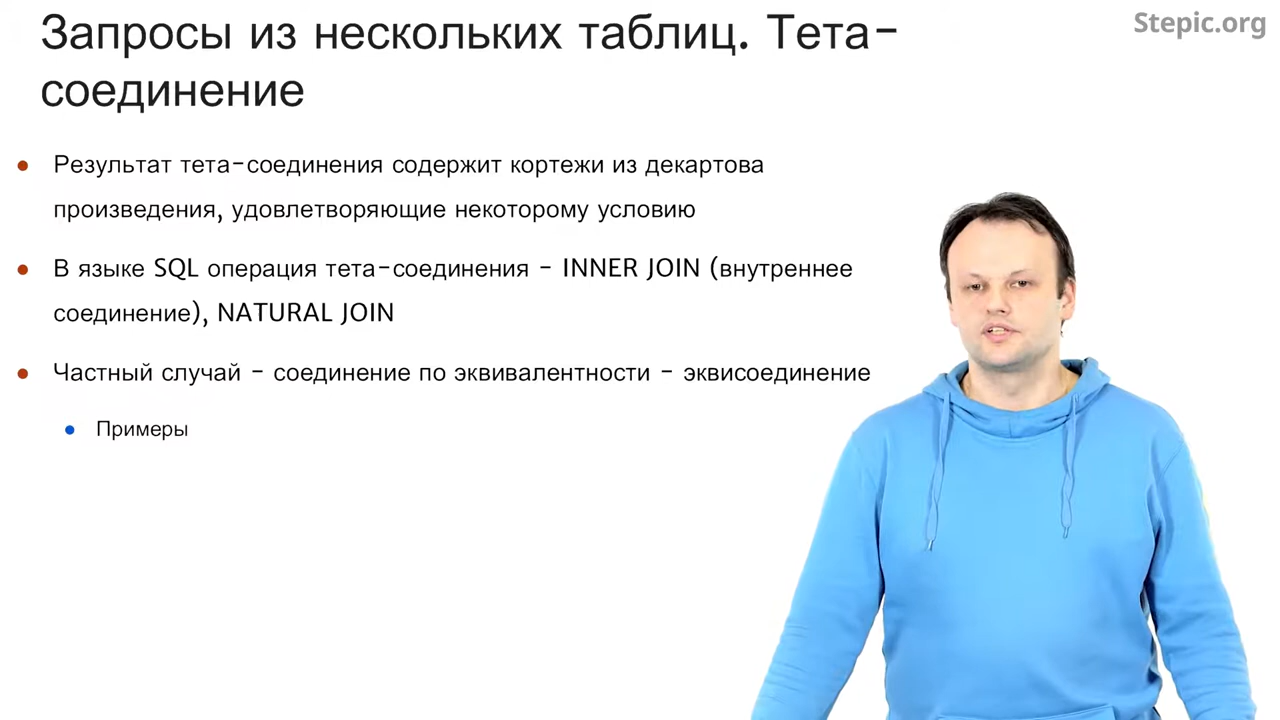 Запросы из нескольких таблиц. Тета-
соединение
Stepic.org
● Результат тета-соединения содержит кортежи из декартова
произведения, удовлетворяющие некоторому условию
● В языке SQL операция тета-соединения - INNER JOIN (внутреннее
соединение), NATURAL JOIN
● Частный случай - соединение по эквивалентности - эквисоединение
● Примеры